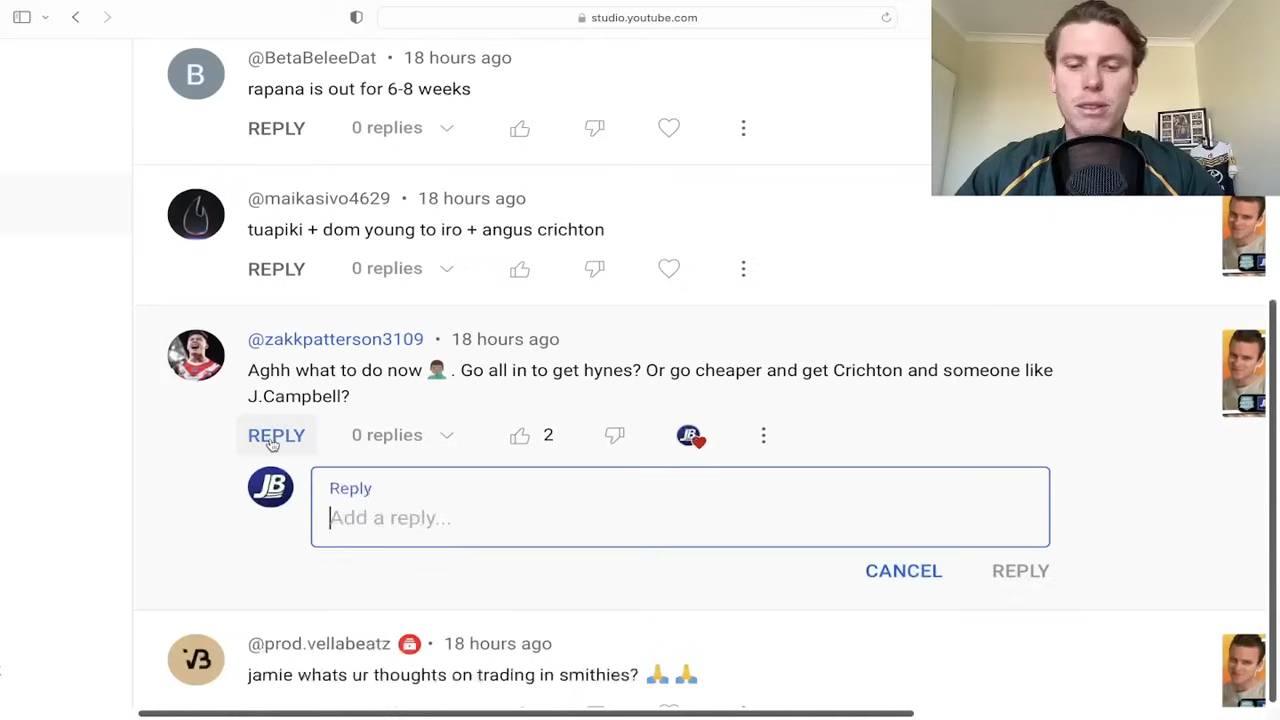 studio.youtube.com
B
@BetaBeleeDat • 18 hours ago
rapana is out for 6-8 weeks
REPLY 0 replies
@maikasivo4629 • 18 hours ago
tuapiki + dom young to iro + angus crichton
REPLY 0 replies
@zakkpatterson3109 • 18 hours ago
Aghh what to do now 🤦🏾‍♂️ . Go all in to get hynes? Or go cheaper and get Crichton and someone like
J.Campbell?
REPLY 0 replies 2 JB
JB
Reply
Add a reply...
CANCEL REPLY
VB
@prod.vellabeatz • 18 hours ago
jamie whats ur thoughts on trading in smithies? 🙏 🙏